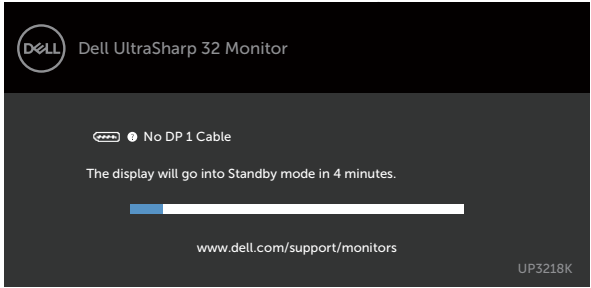 DELL
Dell UltraSharp 32 Monitor
? No DP 1 Cable
The display will go into Standby mode in 4 minutes.
www.dell.com/support/monitors
UP3218K